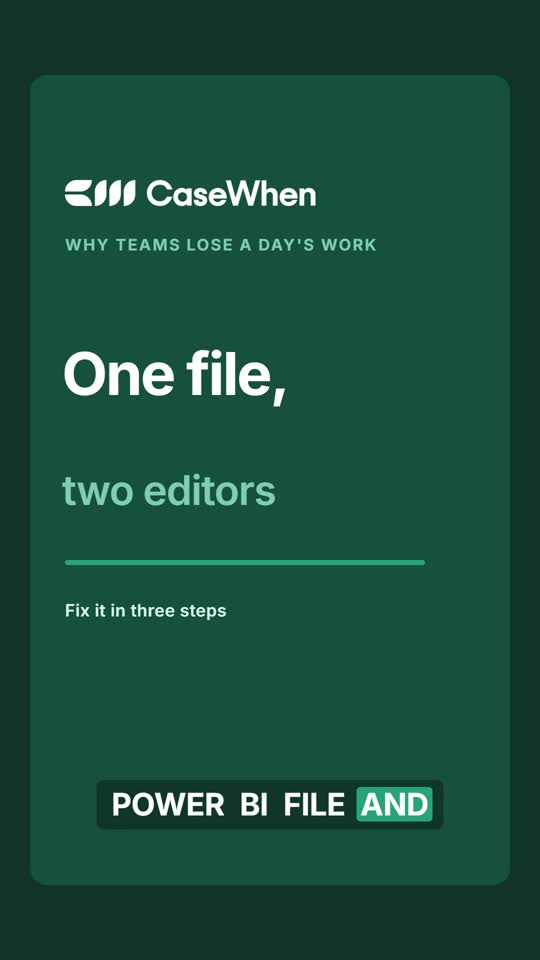 CaseWhen
WHY TEAMS LOSE A DAY'S WORK
One file,
two editors
Fix it in three steps
POWER BI FILE AND